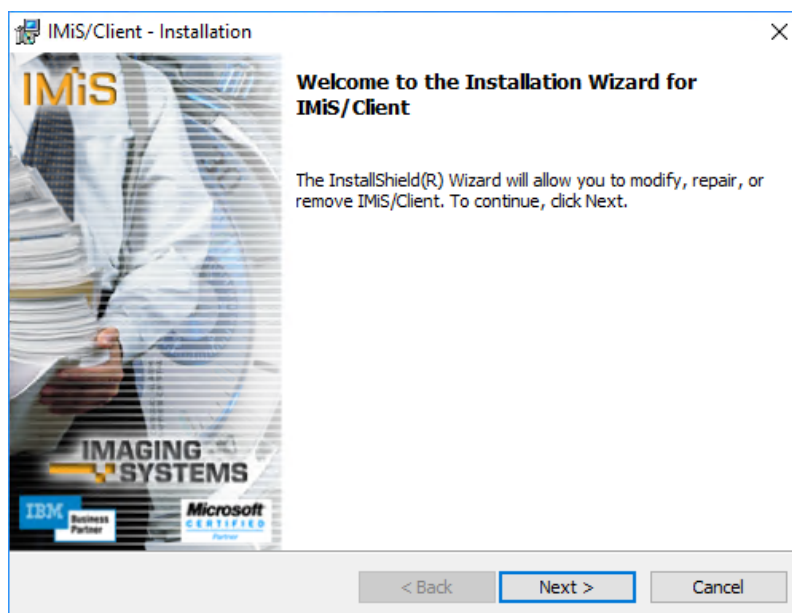 IMiS/Client - Installation
IMiS
Welcome to the Installation Wizard for
IMiS/Client
The InstallShield(R) Wizard will allow you to modify, repair, or
remove IMiS/Client. To continue, click Next.
IMAGING
SYSTEMS
IBM
Business
Partner
Microsoft
CERTIFIED
Partner
< Back
Next >
Cancel